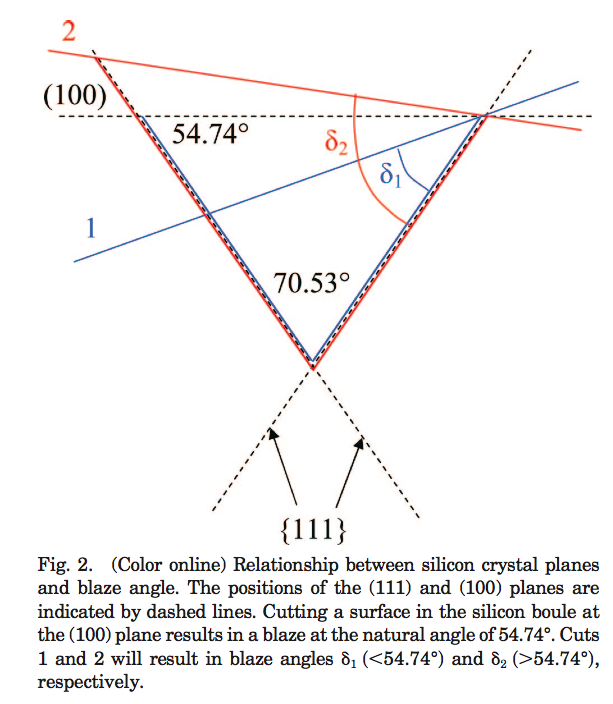 2
(100)
54.74°
δ2
δ1
1
70.53°
{111}
Fig. 2. (Color online) Relationship between silicon crystal planes
and blaze angle. The positions of the (111) and (100) planes are
indicated by dashed lines. Cutting a surface in the silicon boule at
the (100) plane results in a blaze at the natural angle of 54.74°. Cuts
1 and 2 will result in blaze angles δ1 (<54.74°) and δ2 (>54.74°),
respectively.